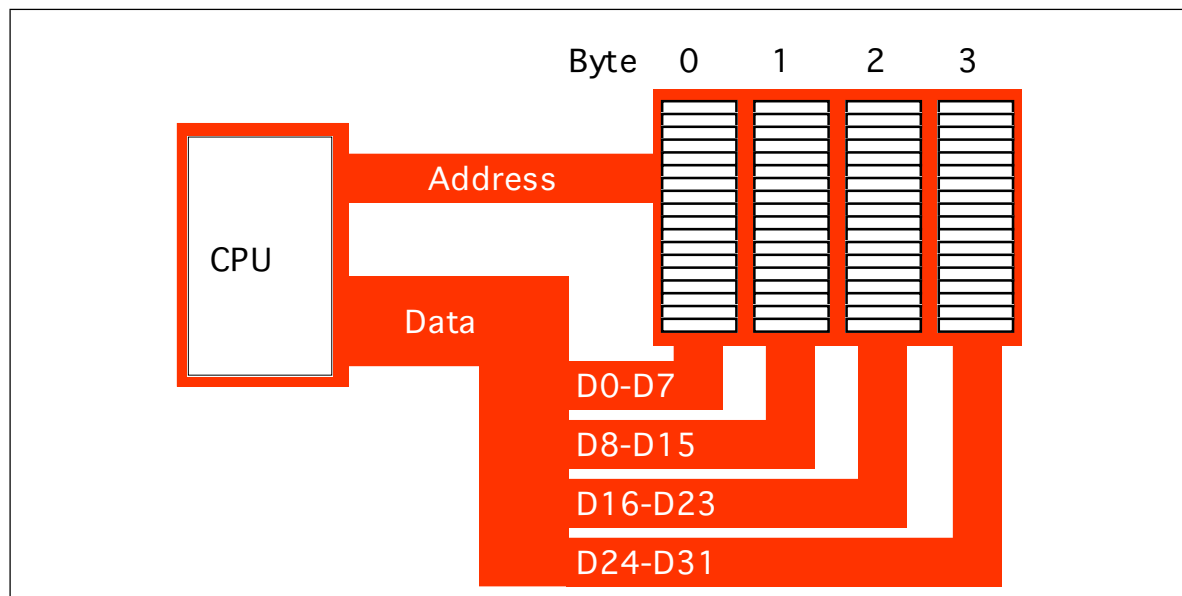 Byte 0 1 2 3
Address
CPU
Data
D0-D7
D8-D15
D16-D23
D24-D31